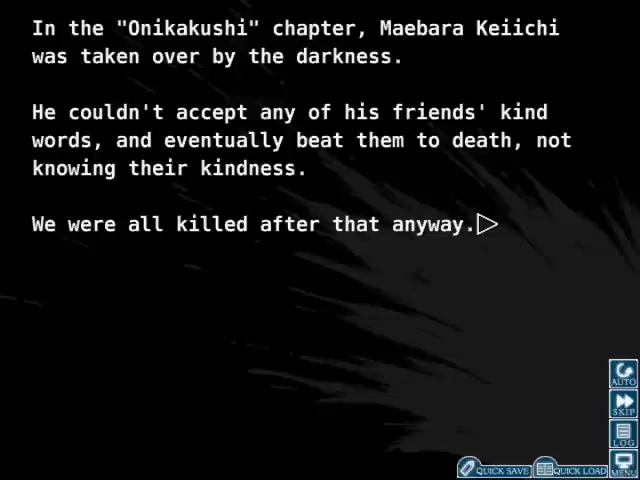 In the "Onikakushi" chapter, Maebara Keiichi
was taken over by the darkness.
He couldn't accept any of his friends' kind
words, and eventually beat them to death, not
knowing their kindness.
We were all killed after that anyway.
AUTO
SKIP
LOG
MENU
QUICK SAVE
QUICK LOAD